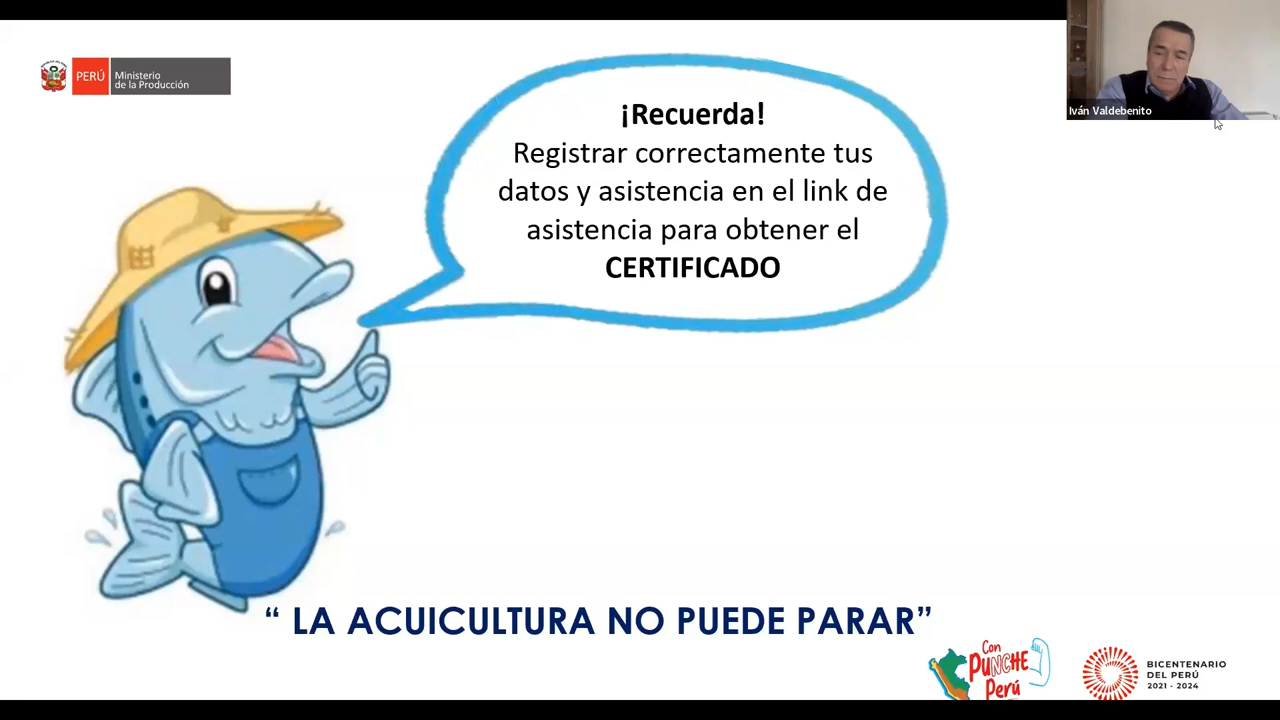 PERÚ
Ministerio
de la Producción
Iván Valdebenito
¡Recuerda!
Registrar correctamente tus
datos y asistencia en el link de
asistencia para obtener el
CERTIFICADO
“ LA ACUICULTURA NO PUEDE PARAR”
Con
PUNCHE
Perú
BICENTENARIO
DEL PERÚ
2021 - 2024